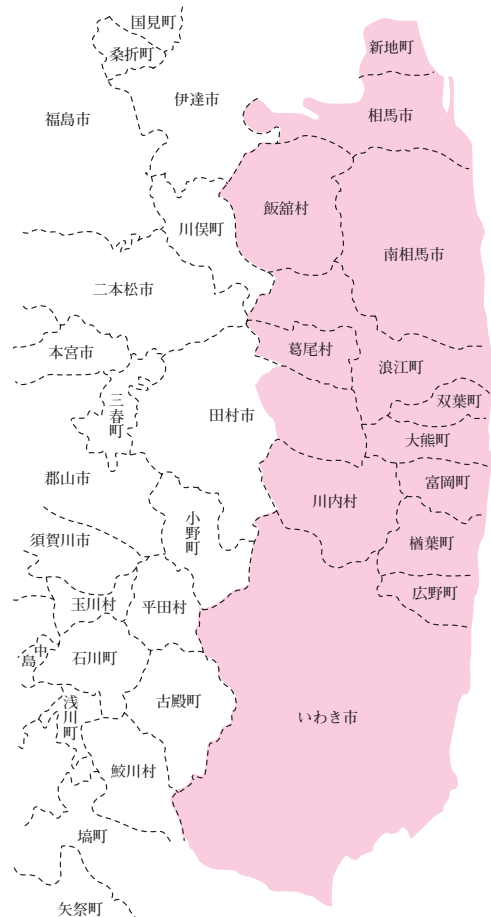 国見町
桑折町
新地町
伊達市
相馬市
福島市
飯舘村
川俣町
南相馬市
二本松市
本宮市
葛尾村
浪江町
双葉町
三春町
田村市
大熊町
郡山市
富岡町
川内村
小野町
須賀川市
楢葉町
広野町
玉川村
平田村
中島
石川町
古殿町
浅川町
いわき市
鮫川村
塙町
矢祭町